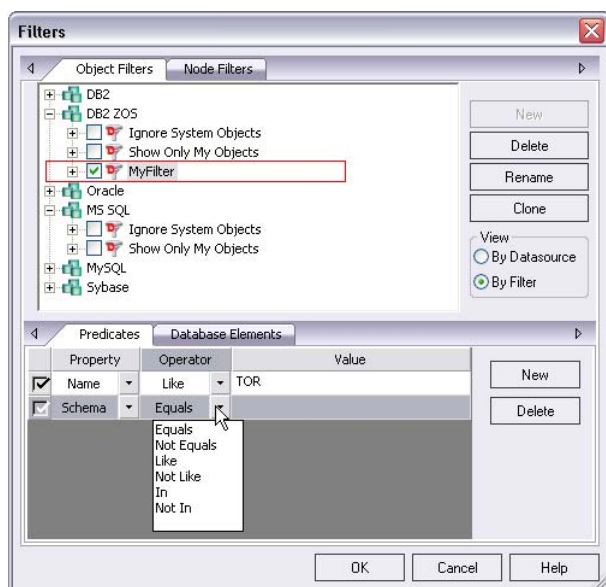 Filters
Object Filters Node Filters
DB2
DB2 ZOS
Ignore System Objects
Show Only My Objects
MyFilter
Oracle
MS SQL
Ignore System Objects
Show Only My Objects
MySQL
Sybase
New
Delete
Rename
Clone
View
By Datasource
By Filter
Predicates Database Elements
Property Operator Value
Name Like TOR
Schema Equals
Equals
Not Equals
Like
Not Like
In
Not In
New
Delete
OK Cancel Help